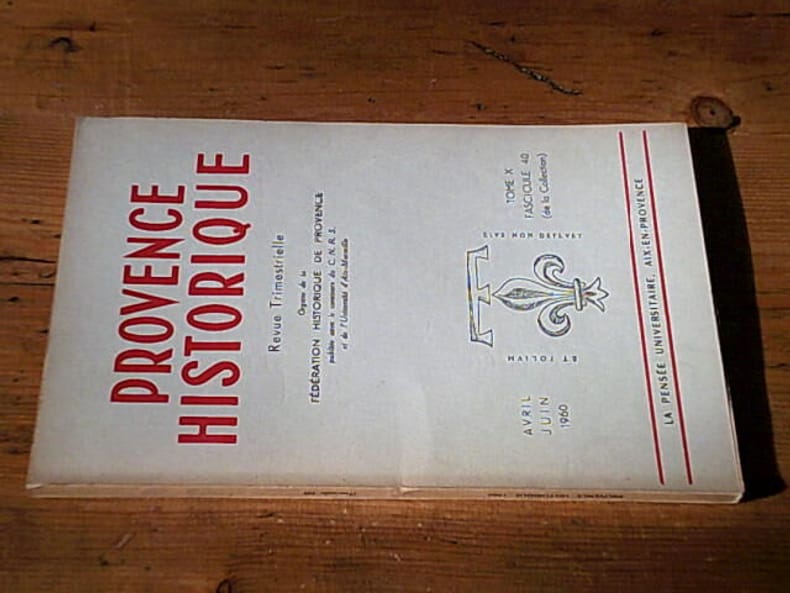 PROVENCE
HISTORIQUE
Revue Trimestrielle
Organe de la
FÉDÉRATION HISTORIQUE DE PROVENCE
publiée avec le concours du C.N.R.S.
et de l'Université d'Aix-Marseille
AVRIL
JUIN
1960
TOME X
FASCICULE 40
(de la Collection)
ET FOLIVM
EIVS NON DEFLVET
LA PENSÉE UNIVERSITAIRE, AIX-EN-PROVENCE